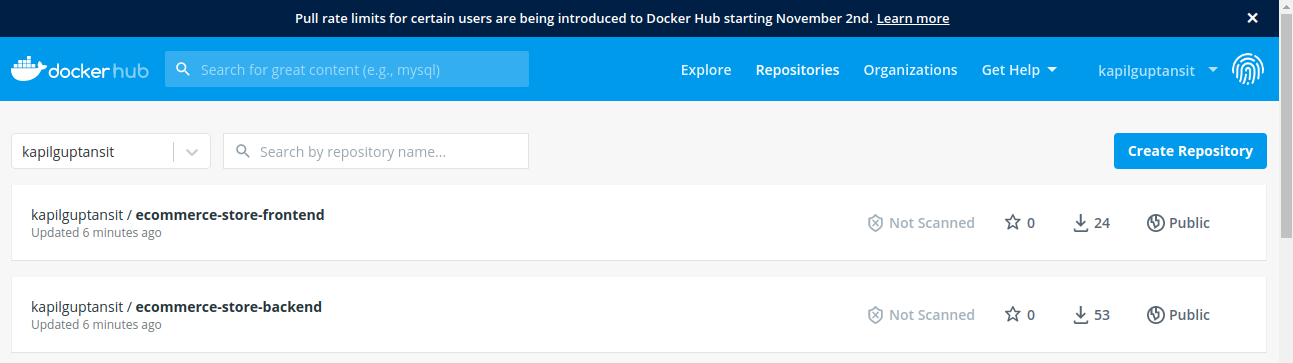 Pull rate limits for certain users are being introduced to Docker Hub starting November 2nd. Learn more
docker hub
Search for great content (e.g., mysql)
Explore
Repositories
Organizations
Get Help
kapilguptansit
kapilguptansit
Search by repository name...
Create Repository
kapilguptansit / ecommerce-store-frontend
Updated 6 minutes ago
Not Scanned
0
24
Public
kapilguptansit / ecommerce-store-backend
Updated 6 minutes ago
Not Scanned
0
53
Public